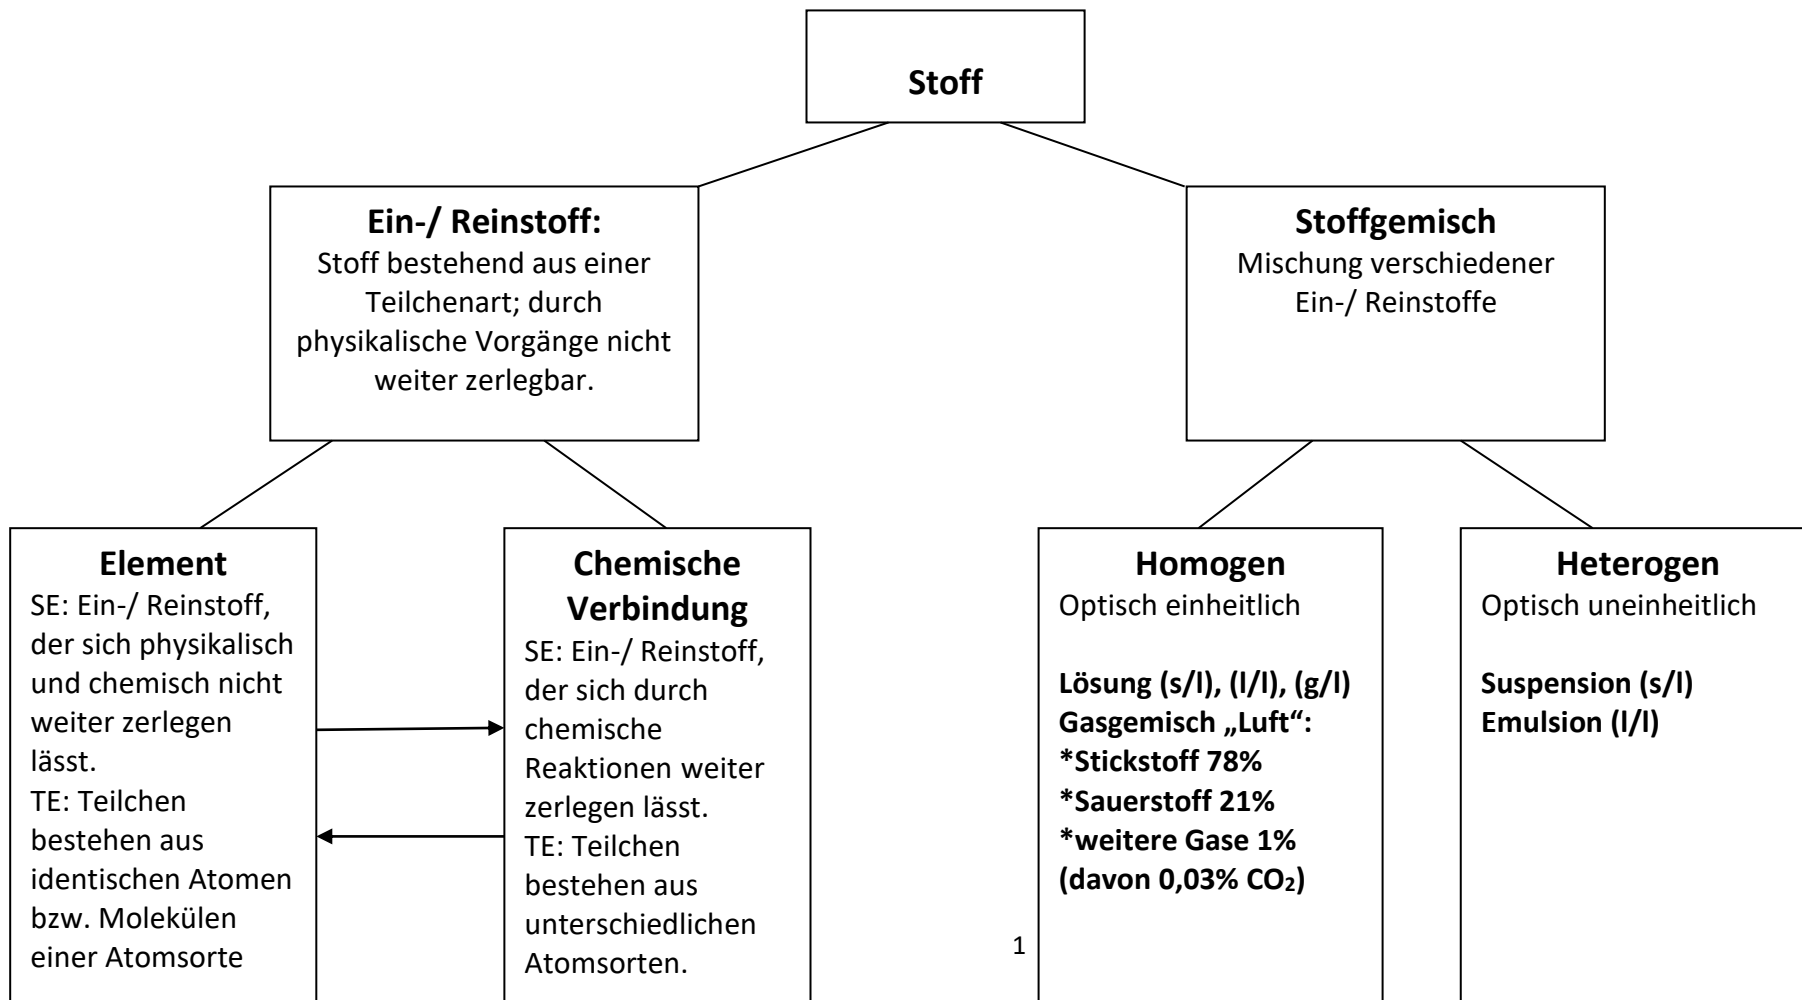 Stoff
Ein-/ Reinstoff:
Stoff bestehend aus einer
Teilchenart; durch
physikalische Vorgänge nicht
weiter zerlegbar.
Stoffgemisch
Mischung verschiedener
Ein-/ Reinstoffe
Element
SE: Ein-/ Reinstoff,
der sich physikalisch
und chemisch nicht
weiter zerlegen
lässt.
TE: Teilchen
bestehen aus
identischen Atomen
bzw. Molekülen
einer Atomsorte
Chemische
Verbindung
SE: Ein-/ Reinstoff,
der sich durch
chemische
Reaktionen weiter
zerlegen lässt.
TE: Teilchen
bestehen aus
unterschiedlichen
Atomsorten.
Homogen
Optisch einheitlich
Lösung (s/l), (l/l), (g/l)
Gasgemisch „Luft“:
*Stickstoff 78%
*Sauerstoff 21%
*weitere Gase 1%
(davon 0,03% CO₂)
Heterogen
Optisch uneinheitlich
Suspension (s/l)
Emulsion (l/l)
1